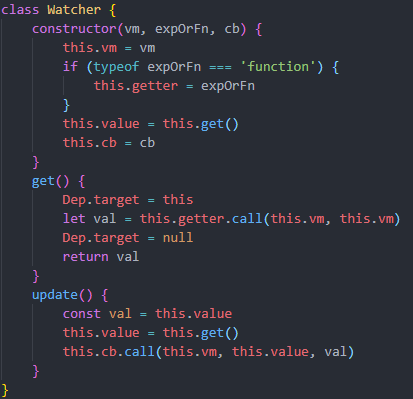 class Watcher {
    constructor(vm, expOrFn, cb) {
        this.vm = vm
        if (typeof expOrFn === 'function') {
            this.getter = expOrFn
        }
        this.value = this.get()
        this.cb = cb
    }
    get() {
        Dep.target = this
        let val = this.getter.call(this.vm, this.vm)
        Dep.target = null
        return val
    }
    update() {
        const val = this.value
        this.value = this.get()
        this.cb.call(this.vm, this.value, val)
    }
}